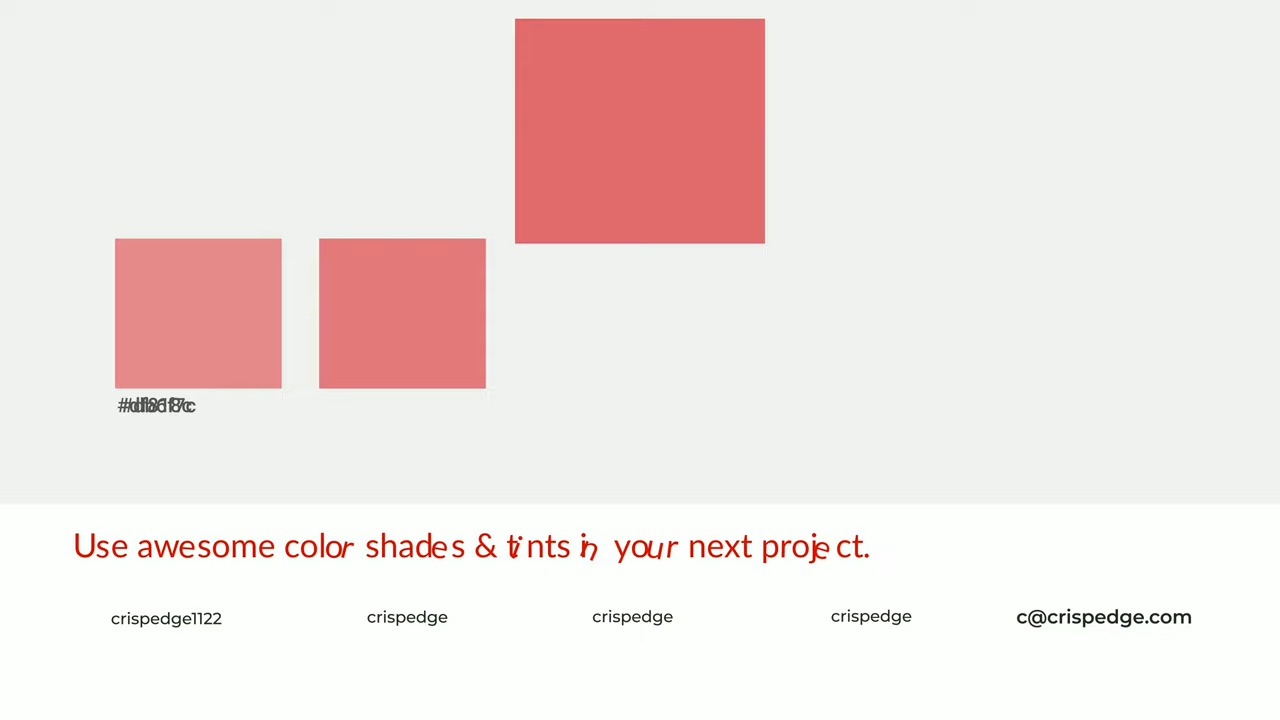 Use awesome color shades & tints in your next project.
crispedge1122 crispedge crispedge crispedge c@crispedge.com